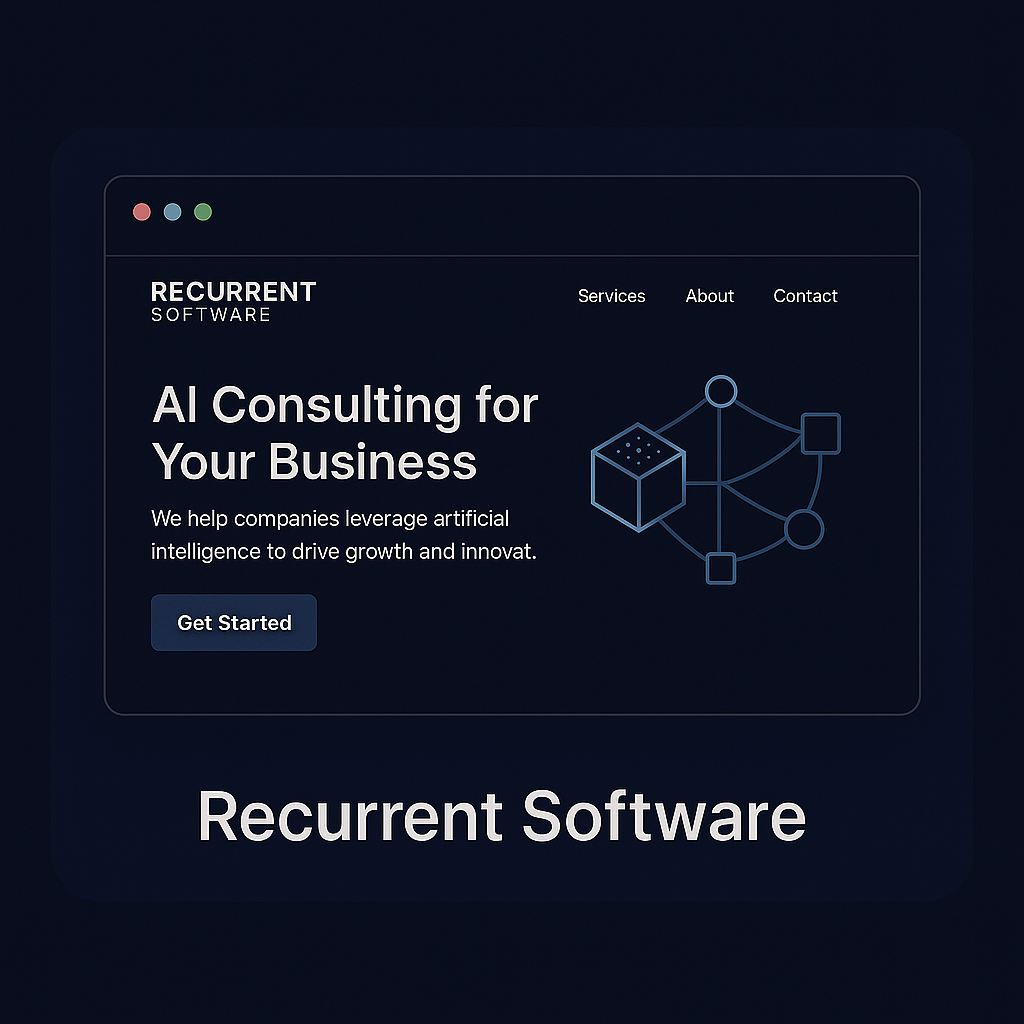 RECURRENT
SOFTWARE
Services About Contact
AI Consulting for
Your Business
We help companies leverage artificial
intelligence to drive growth and innovat.
Get Started
Recurrent Software